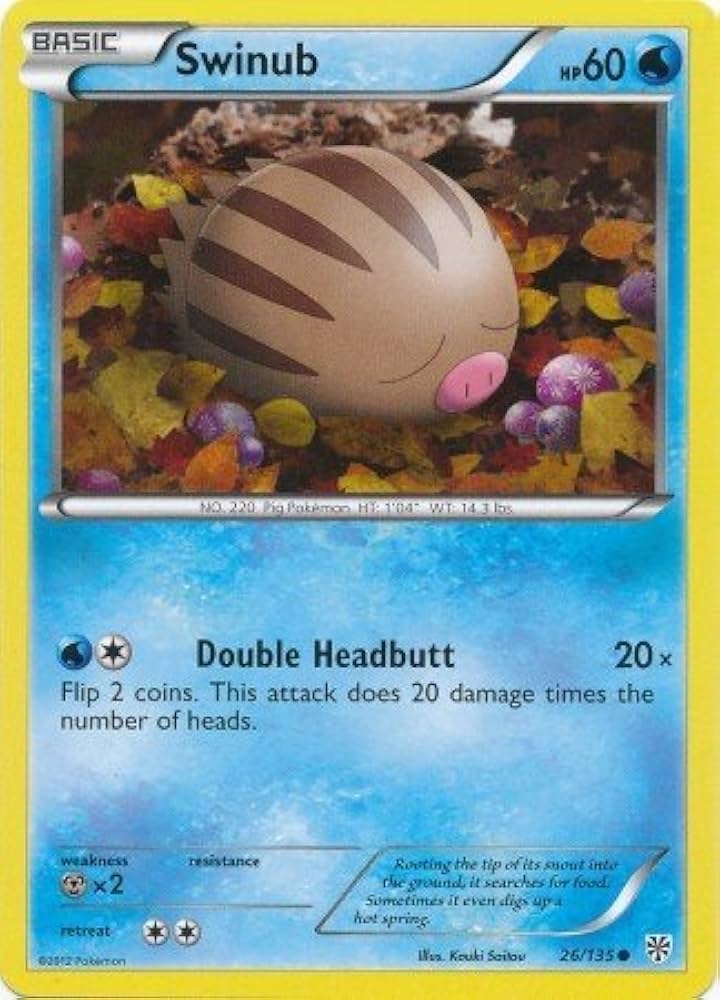 BASIC
Swinub
HP60
NO. 220 Pig Pokémon HT: 1'04" WT: 14.3 lbs.
Double Headbutt 20×
Flip 2 coins. This attack does 20 damage times the
number of heads.
weakness resistance
×2
Rooting the tip of its snout into
the ground, it searches for food.
Sometimes it even digs up a
hot spring.
retreat
©2012 Pokémon
Illus. Kouki Saitou
26/135